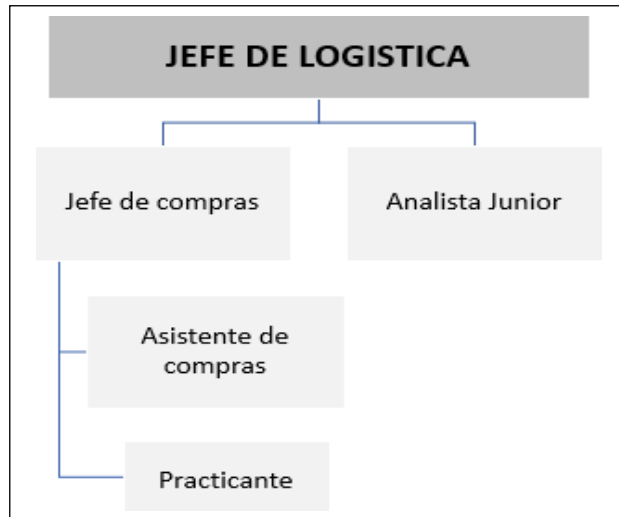 JEFE DE LOGISTICA
Jefe de compras
Analista Junior
Asistente de
compras
Practicante